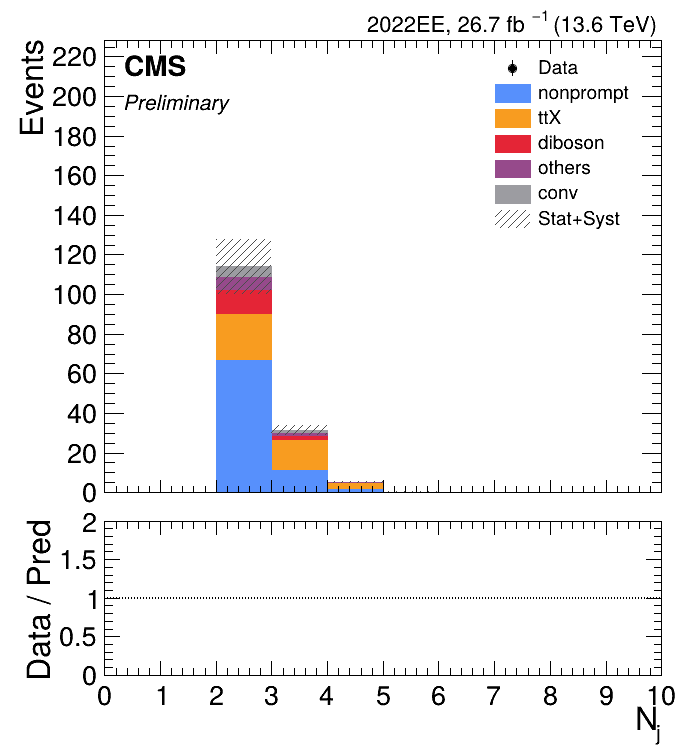 2022EE, 26.7 fb⁻¹ (13.6 TeV)
CMS
Preliminary
Events
220
200
180
160
140
120
100
80
60
40
20
0
Data
nonprompt
ttX
diboson
others
conv
Stat+Syst
Data / Pred
2
1.5
1
0.5
0
0 1 2 3 4 5 6 7 8 9 10
N_j